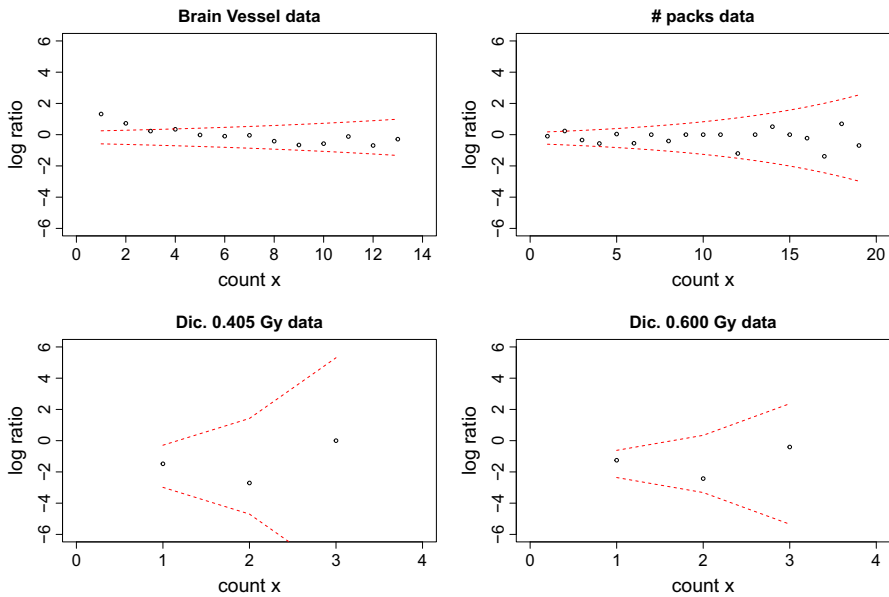 Brain Vessel data
log ratio
6
4
2
0
−2
−4
−6
0 2 4 6 8 10 12 14
count x
# packs data
log ratio
6
4
2
0
−2
−4
−6
0 5 10 15 20
count x
Dic. 0.405 Gy data
log ratio
6
4
2
0
−2
−4
−6
0 1 2 3 4
count x
Dic. 0.600 Gy data
log ratio
6
4
2
0
−2
−4
−6
0 1 2 3 4
count x